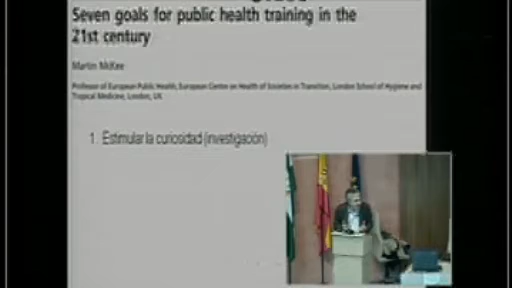 Seven goals for public health training in the
21st century
Martin McKee
Professor of European Public Health, European Centre on Health of Societies in Transition, London School of Hygiene and
Tropical Medicine, London, UK
1. Estimular la curiosidad (investigación)